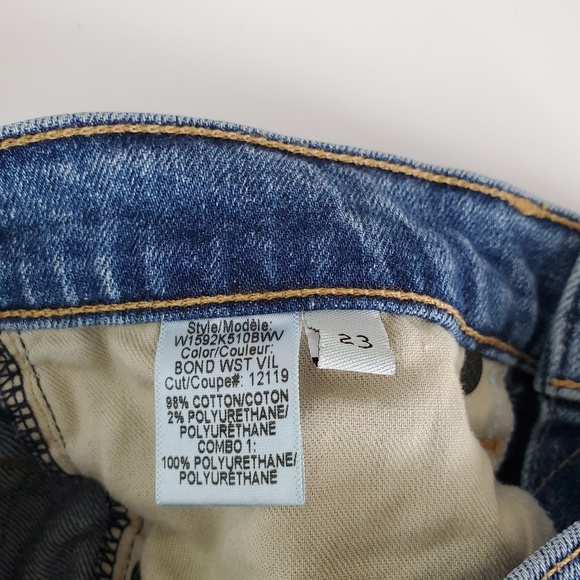 Style/Modèle:
W1592K510BWV
Color/Couleur:
BOND WST VIL
Cut/Coupe#: 12119
98% COTTON/COTON
2% POLYURETHANE/
POLYURÉTHANE
COMBO 1:
100% POLYURETHANE/
POLYURÉTHANE
23